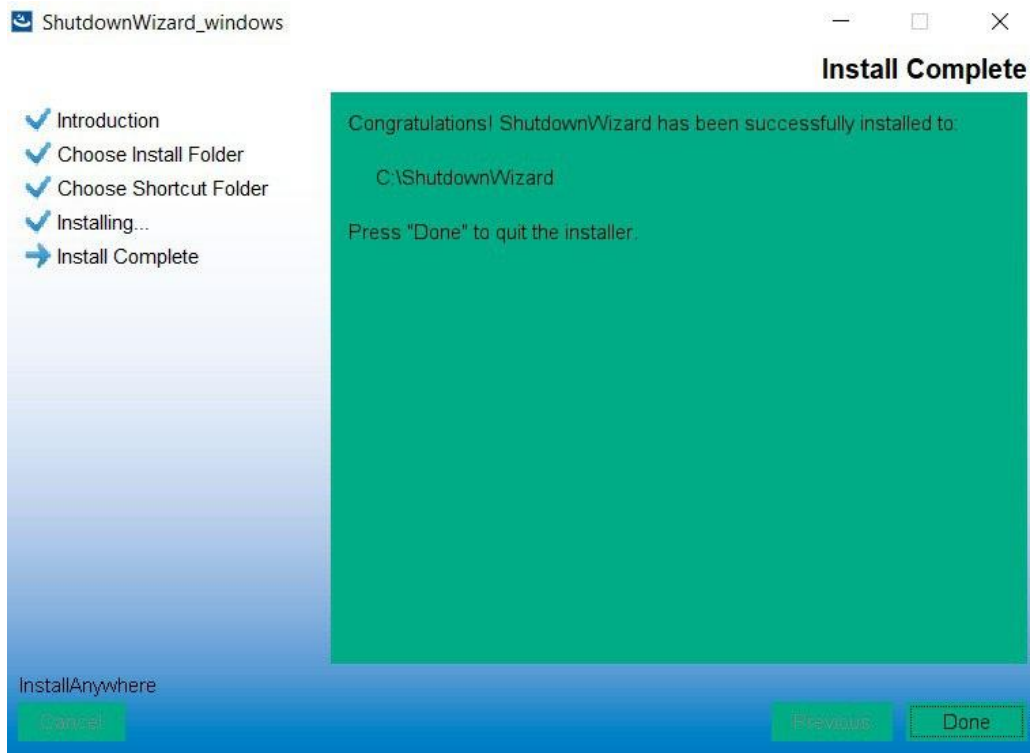 ShutdownWizard_windows
Install Complete
Introduction
Choose Install Folder
Choose Shortcut Folder
Installing...
Install Complete
Congratulations! ShutdownWizard has been successfully installed to:
C:\ShutdownWizard
Press "Done" to quit the installer.
InstallAnywhere
Cancel
Previous
Done